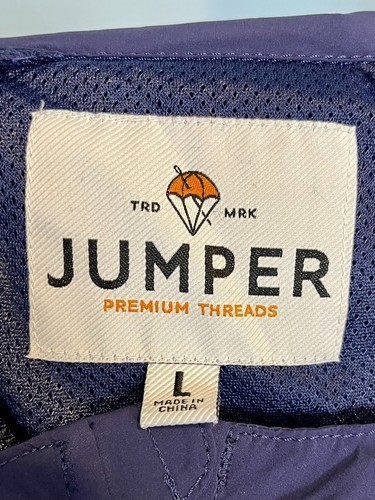 TRD MRK
JUMPER
PREMIUM THREADS
L
MADE IN
CHINA